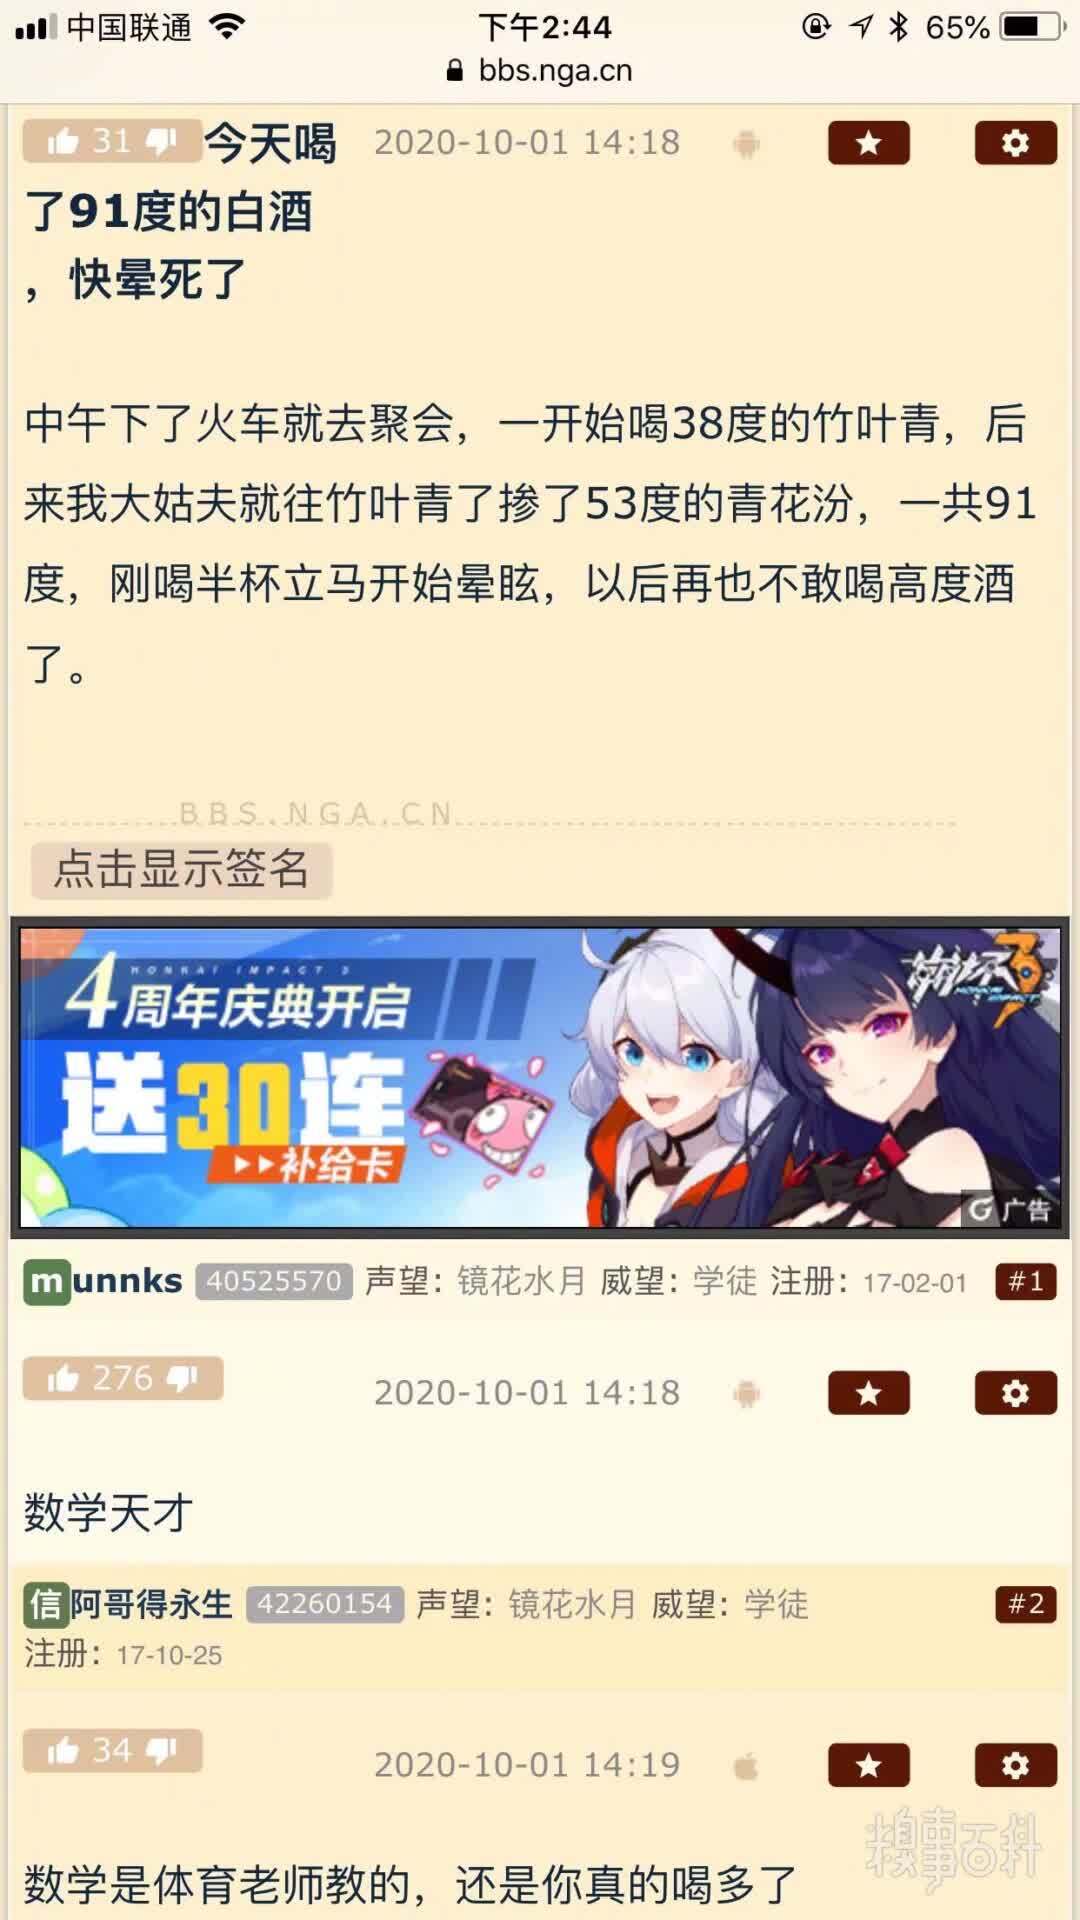 中国联通 下午2:44 65%
bbs.nga.cn
31 今天喝 2020-10-01 14:18
了91度的白酒
，快晕死了
中午下了火车就去聚会，一开始喝38度的竹叶青，后
来我大姑夫就往竹叶青了掺了53度的青花汾，一共91
度，刚喝半杯立马开始晕眩，以后再也不敢喝高度酒
了。
BBS.NGA.CN
点击显示签名
HONKAI IMPACT 3
4周年庆典开启
崩坏3
HONKAI IMPACT
送30连
补给卡
广告
munnks 40525570 声望：镜花水月 威望：学徒 注册：17-02-01 #1
276 2020-10-01 14:18
数学天才
信 阿哥得永生 42260154 声望：镜花水月 威望：学徒 #2
注册：17-10-25
34 2020-10-01 14:19
糗事百科
数学是体育老师教的，还是你真的喝多了